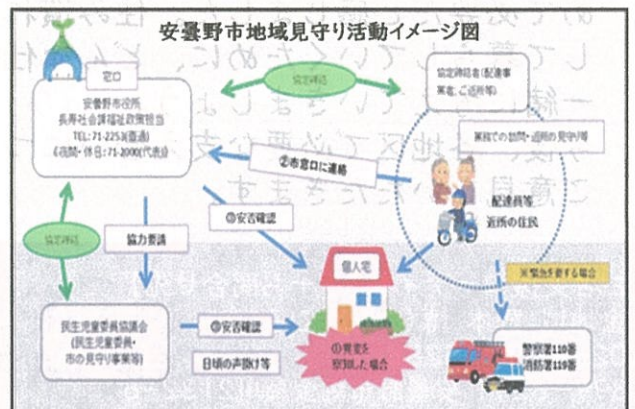 安曇野市地域見守り活動イメージ図
窓口
安曇野市役所
長寿社会課福祉政策担当
TEL:71-2253(直通)
(夜間・休日:71-2000(代表))
協定締結
協定締結者(配達事
業者、ご近所等)
業務での訪問・近所の見守り等
②市窓口に連絡
配達員等
近所の住民
③安否確認
協定締結
協力要請
個人宅
※緊急を要する場合
民生児童委員協議会
(民生児童委員・
市の見守り事業等)
③安否確認
日頃の声掛け等
①異変を
察知した場合
警察署110番
消防署119番